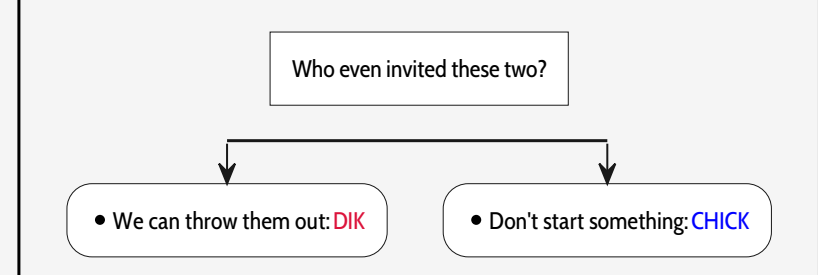 Who even invited these two?
• We can throw them out: DIK
• Don't start something: CHICK